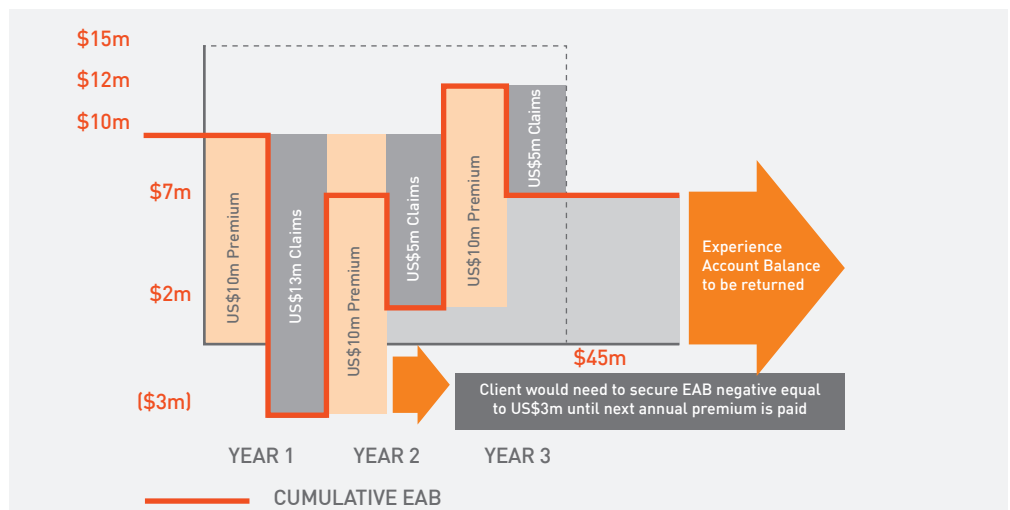 $15m
$12m
$10m
$7m
$2m
($3m)
US$10m Premium
US$13m Claims
US$10m Premium
US$5m Claims
US$10m Premium
US$5m Claims
Experience
Account Balance
to be returned
$45m
Client would need to secure EAB negative equal
to US$3m until next annual premium is paid
YEAR 1
YEAR 2
YEAR 3
CUMULATIVE EAB